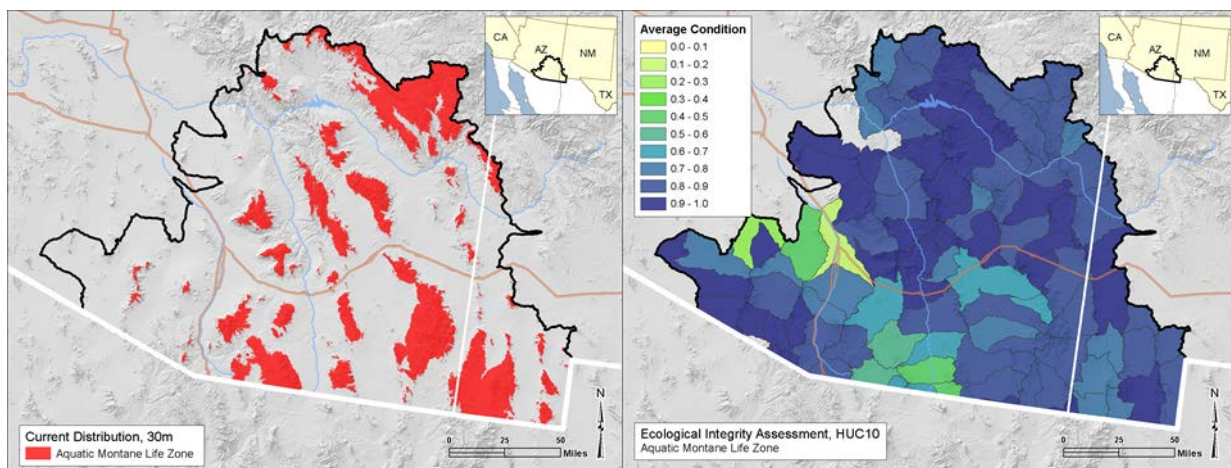 CA
AZ
NM
TX
Current Distribution, 30m
Aquatic Montane Life Zone
0
25
50
Miles
N
Average Condition
0.0 - 0.1
0.1 - 0.2
0.2 - 0.3
0.3 - 0.4
0.4 - 0.5
0.5 - 0.6
0.6 - 0.7
0.7 - 0.8
0.8 - 0.9
0.9 - 1.0
CA
AZ
NM
TX
Ecological Integrity Assessment, HUC10
Aquatic Montane Life Zone
0
25
50
Miles
N